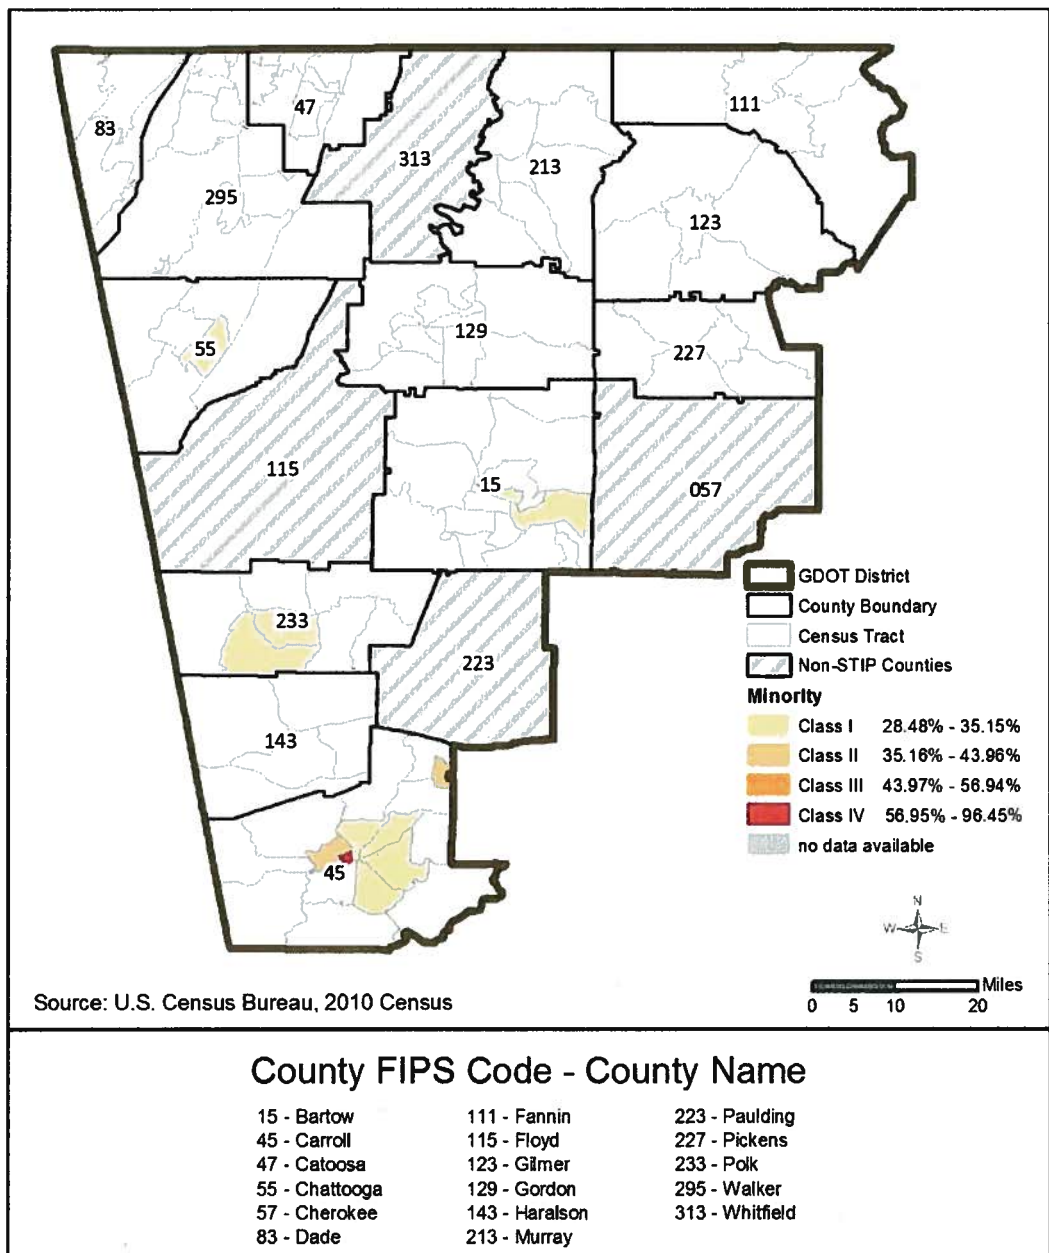 47
111
83
313
213
295
123
129
55
227
115
15
057
GDOT District
County Boundary
233
Census Tract
223
Non-STIP Counties
Minority
Class I 28.48% - 35.15%
143
Class II 35.16% - 43.96%
Class III 43.97% - 56.94%
Class IV 56.95% - 96.45%
no data available
45
N
W E
S
Source: U.S. Census Bureau, 2010 Census
Miles
0 5 10 20
County FIPS Code - County Name
15 - Bartow 111 - Fannin 223 - Paulding
45 - Carroll 115 - Floyd 227 - Pickens
47 - Catoosa 123 - Gilmer 233 - Polk
55 - Chattooga 129 - Gordon 295 - Walker
57 - Cherokee 143 - Haralson 313 - Whitfield
83 - Dade 213 - Murray